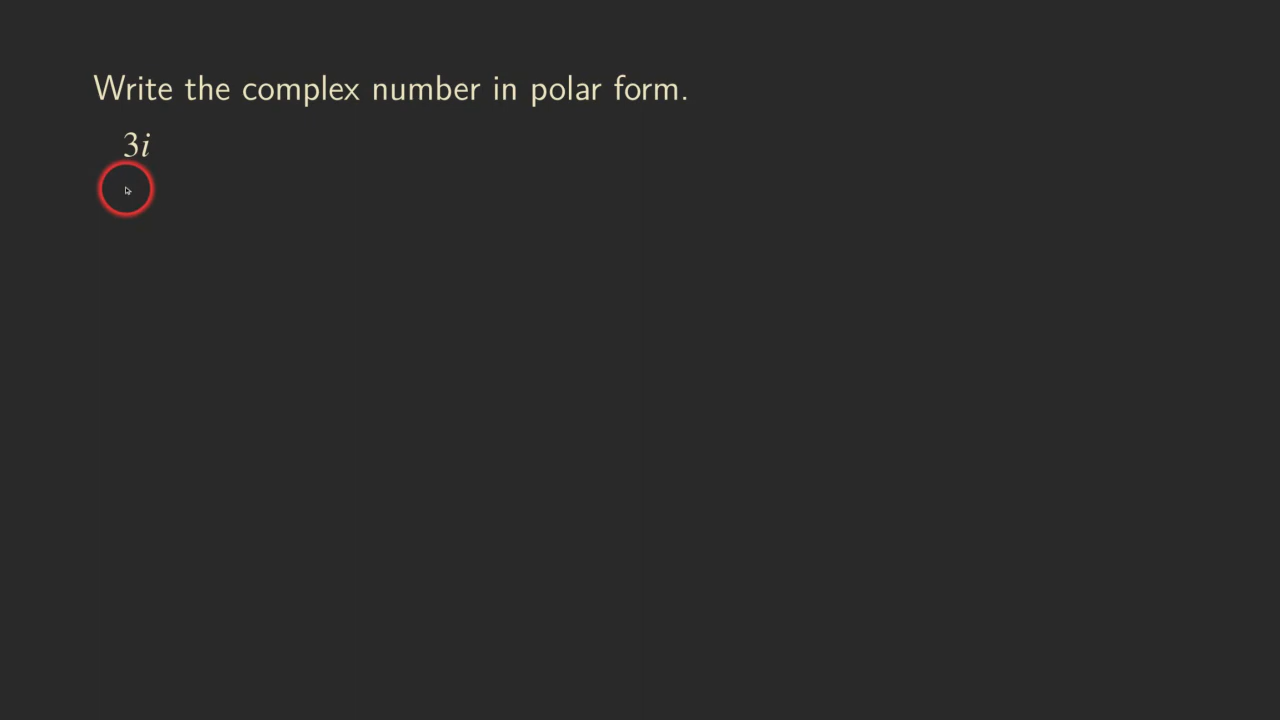 Write the complex number in polar form.
3i